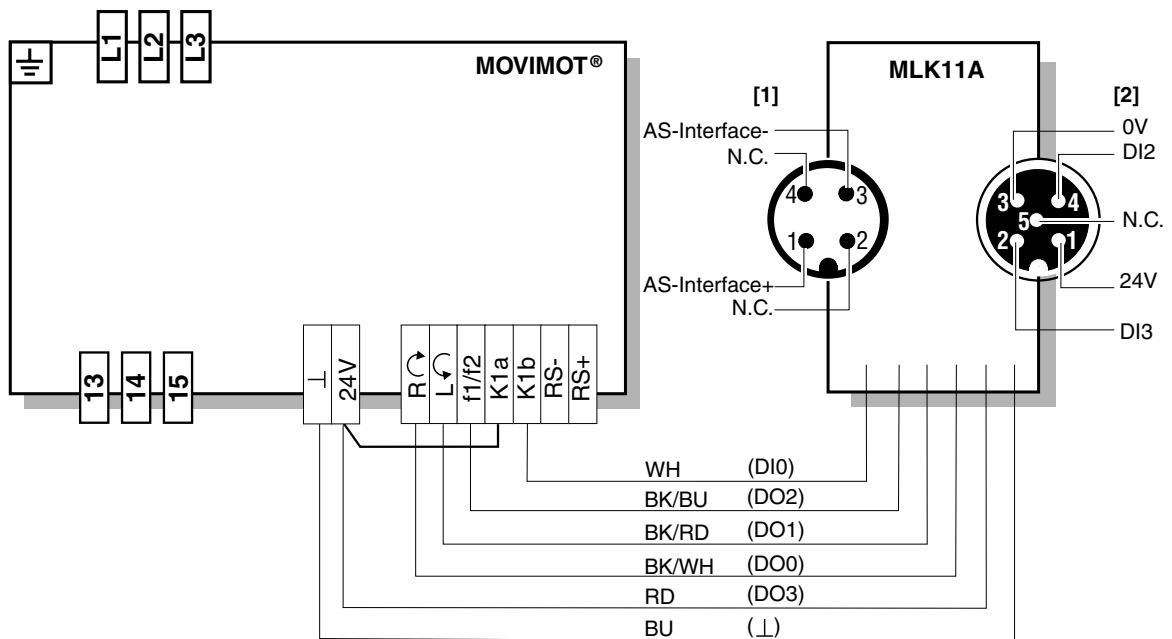 L1
L2
L3
MOVIMOT®
MLK11A
[1]
[2]
AS-Interface-
N.C.
4
3
1
2
AS-Interface+
N.C.
0V
DI2
3
4
5
N.C.
2
1
24V
DI3
13
14
15
⊥
24V
R
L
f1/f2
K1a
K1b
RS-
RS+
WH (DI0)
BK/BU (DO2)
BK/RD (DO1)
BK/WH (DO0)
RD (DO3)
BU (⊥)